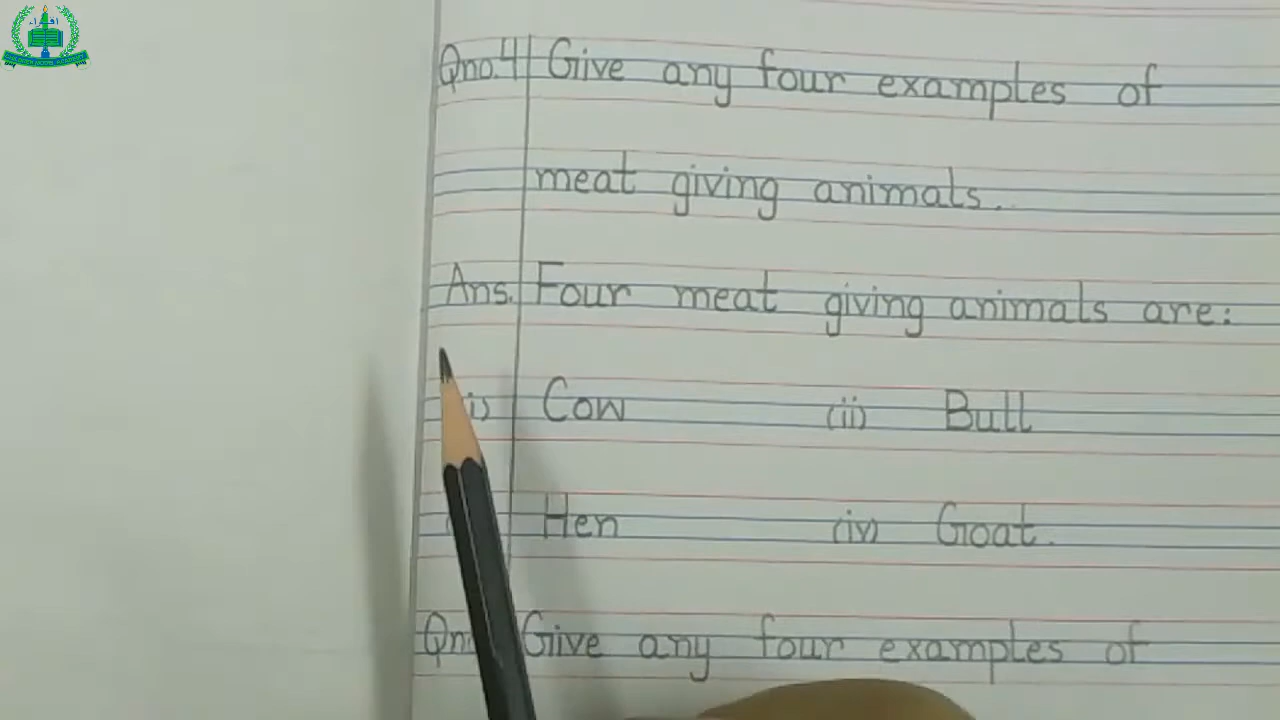 Qno.4 Give any four examples of
meat giving animals.
Ans. Four meat giving animals are:
i) Cow (ii) Bull
Hen (iv) Goat.
Give any four examples of